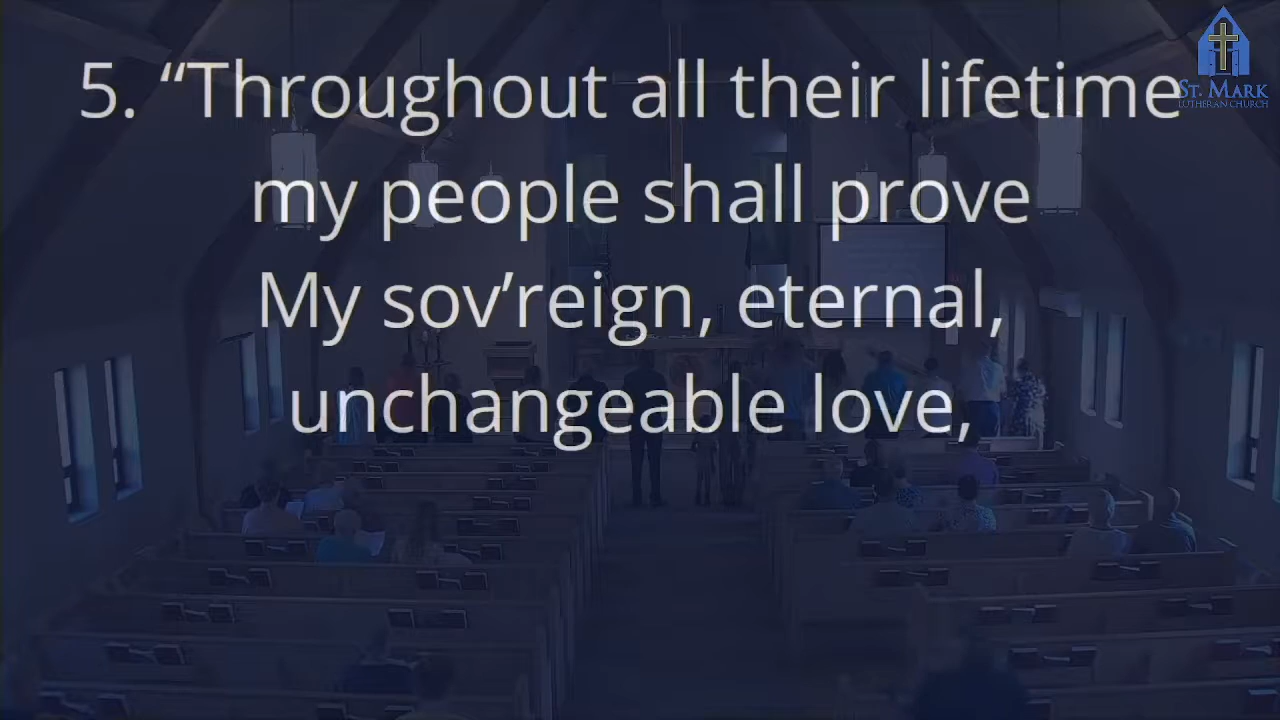 5. “Throughout all their lifetime
my people shall prove
My sov’reign, eternal,
unchangeable love,
ST. MARK
LUTHERAN CHURCH